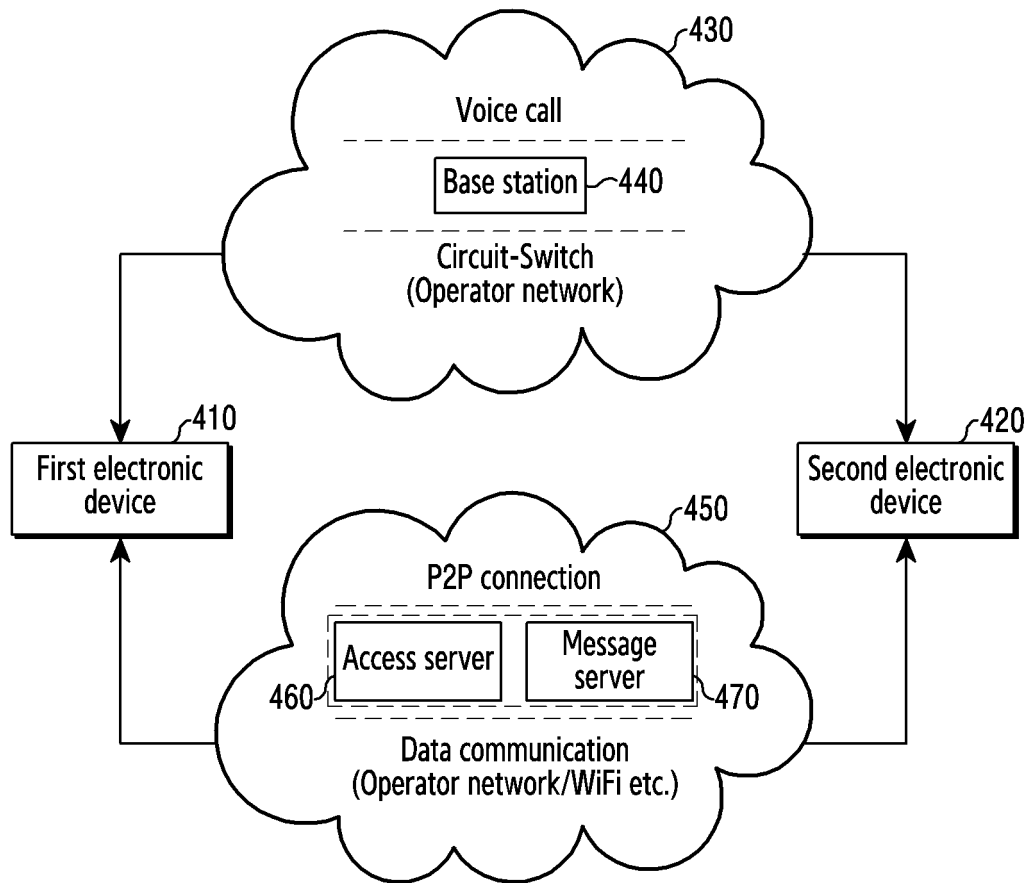 430
Voice call
Base station
440
Circuit-Switch
(Operator network)
410
First electronic
device
420
Second electronic
device
450
P2P connection
Access server
460
Message
server
470
Data communication
(Operator network/WiFi etc.)